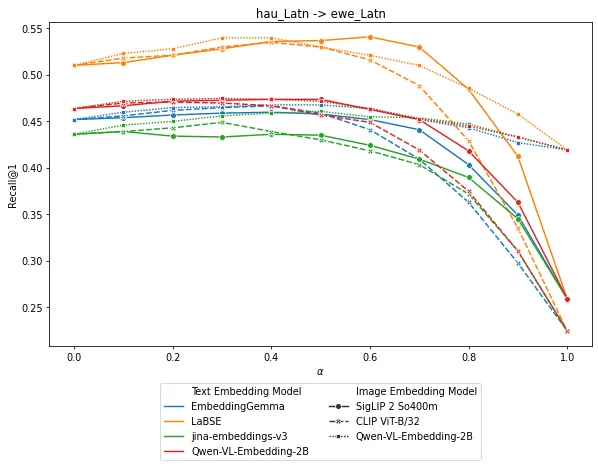 hau_Latn -> ewe_Latn
0.55
0.50
0.45
0.40
0.35
0.30
0.25
Recall@1
0.0 0.2 0.4 0.6 0.8 1.0
α
Text Embedding Model
EmbeddingGemma
LaBSE
jina-embeddings-v3
Qwen-VL-Embedding-2B
Image Embedding Model
SigLIP 2 So400m
CLIP ViT-B/32
Qwen-VL-Embedding-2B